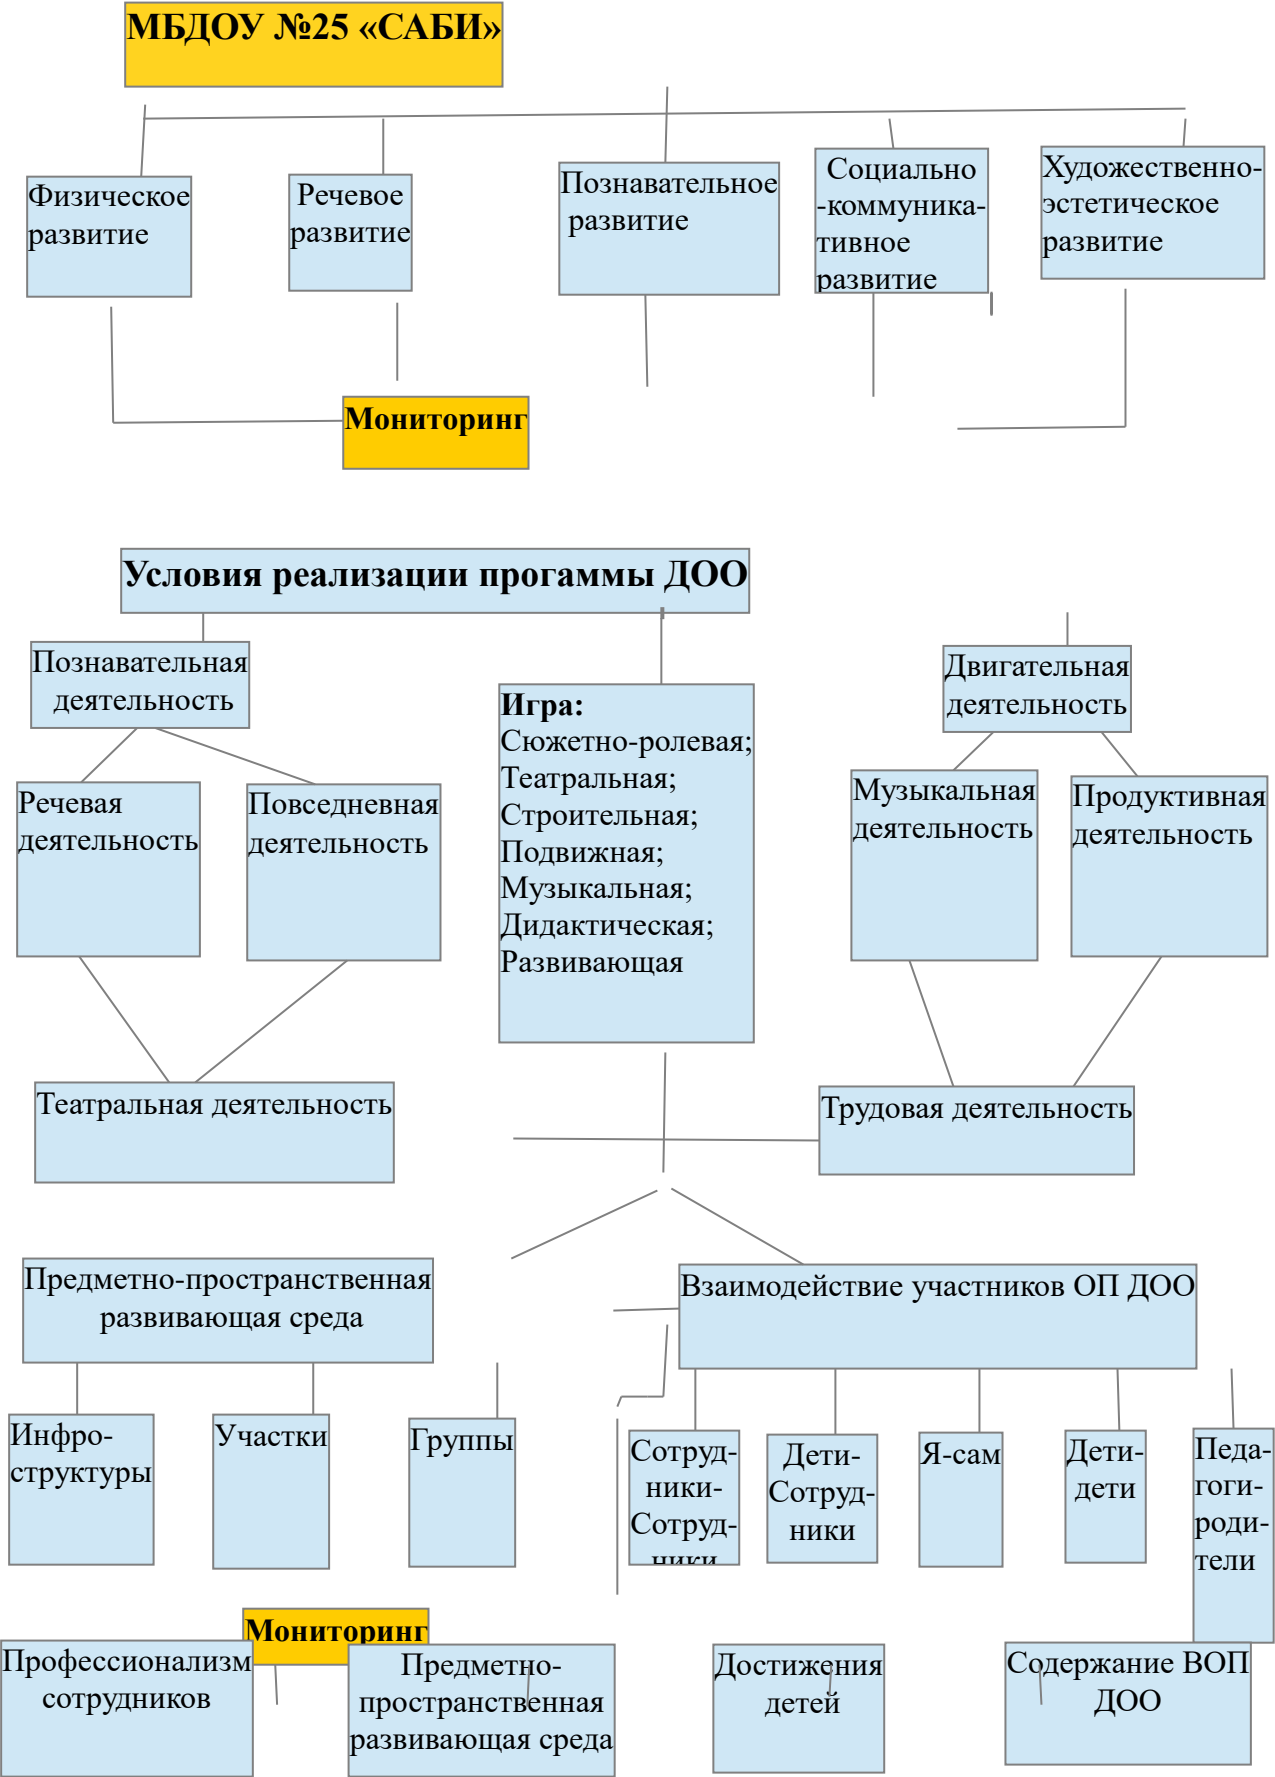 МБДОУ №25 «САБИ»
Физическое
развитие
Речевое
развитие
Познавательное
развитие
Социально
-коммуника-
тивное
развитие
Художественно-
эстетическое
развитие
Мониторинг
Условия реализации прогаммы ДОО
Познавательная
деятельность
Игра:
Сюжетно-ролевая;
Театральная;
Строительная;
Подвижная;
Музыкальная;
Дидактическая;
Развивающая
Двигательная
деятельность
Речевая
деятельность
Повседневная
деятельность
Музыкальная
деятельность
Продуктивная
деятельность
Театральная деятельность
Трудовая деятельность
Предметно-пространственная
развивающая среда
Взаимодействие участников ОП ДОО
Инфро-
структуры
Участки
Группы
Сотруд-
ники-
Сотруд-
ники
Дети-
Сотруд-
ники
Я-сам
Дети-
дети
Педа-
гоги-
роди-
тели
Мониторинг
Профессионализм
сотрудников
Предметно-
пространственная
развивающая среда
Достижения
детей
Содержание ВОП
ДОО